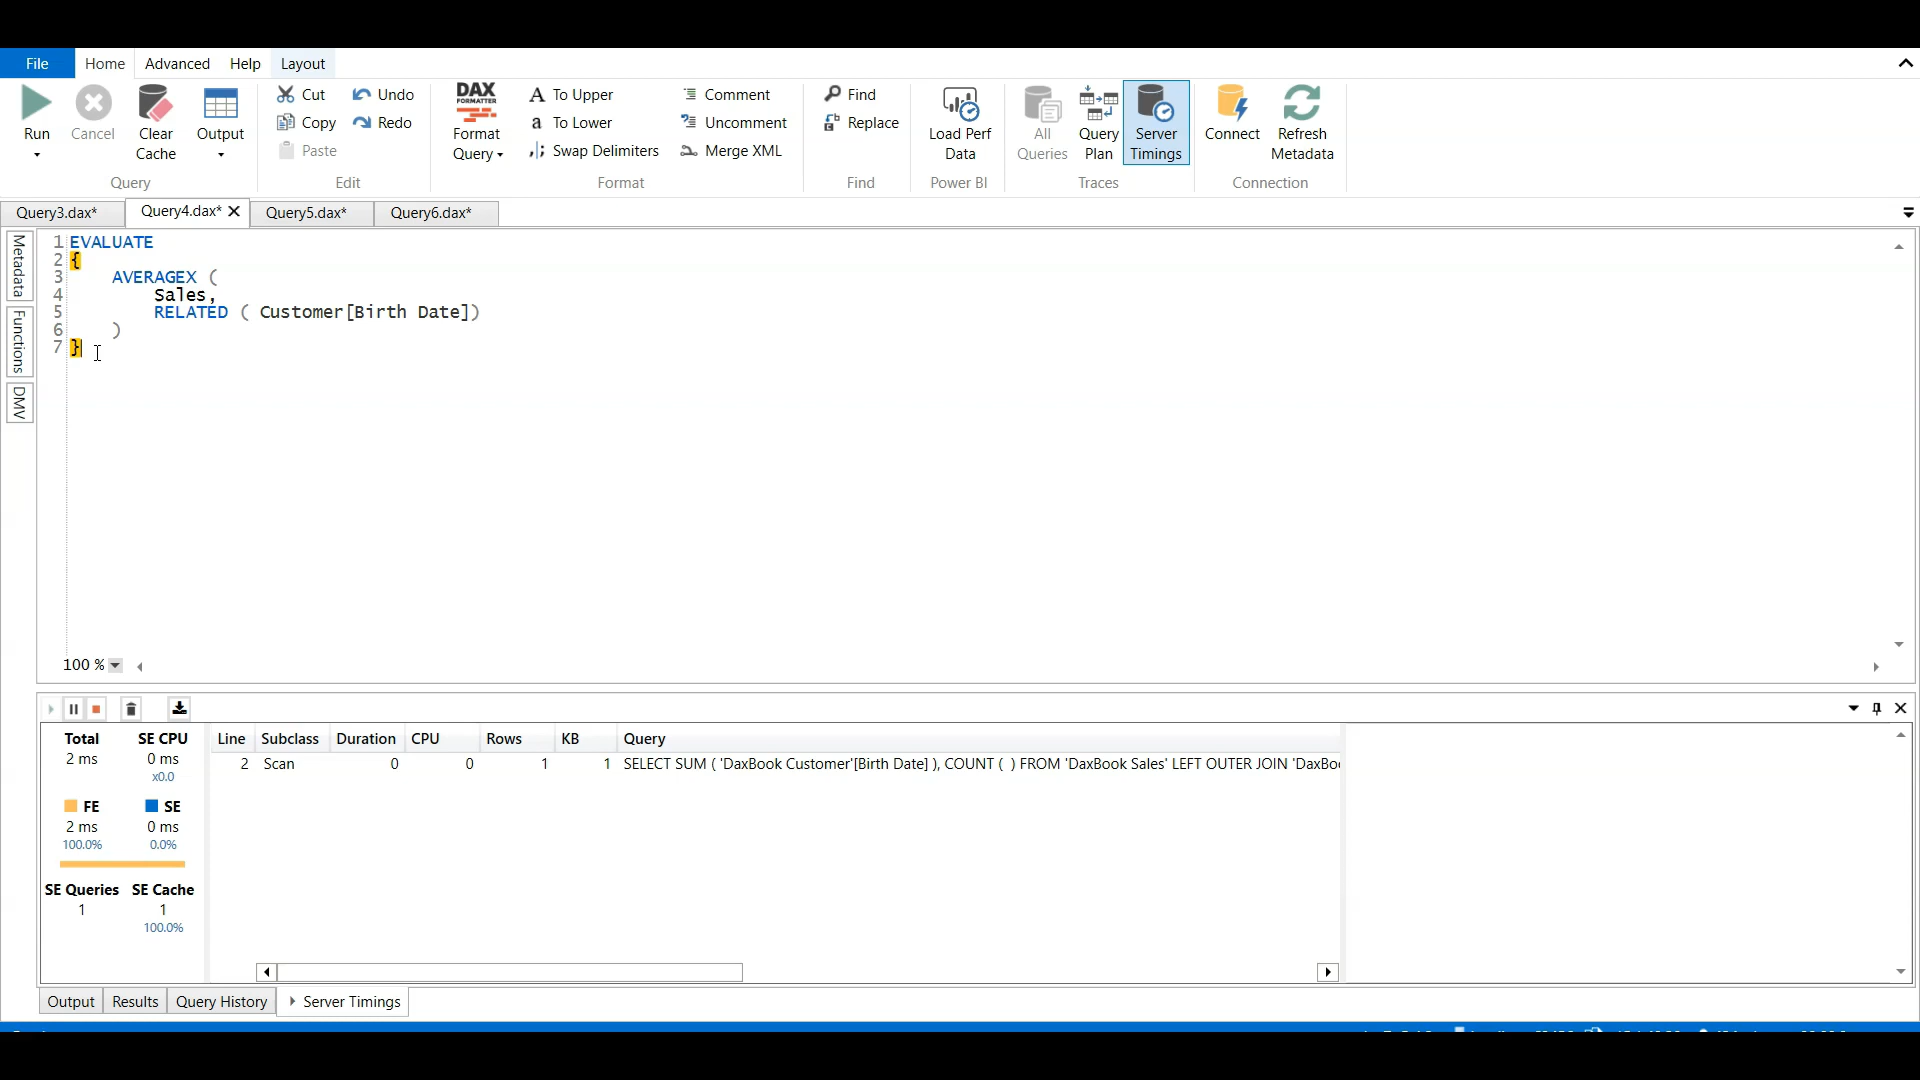 File Home Advanced Help Layout
Run
Cancel
Clear Cache
Output
Query
Cut Undo
Copy Redo
Paste
Edit
DAX
FORMATTER
Format Query
A To Upper
a To Lower
Swap Delimiters
Comment
Uncomment
Merge XML
Format
Find
Replace
Find
Load Perf Data
Power BI
All Queries
Query Plan
Server Timings
Traces
Connect
Refresh Metadata
Connection
Query3.dax* Query4.dax* Query5.dax* Query6.dax*
Metadata
Functions
DMV
1 EVALUATE
2 {
3 AVERAGEX (
4 Sales,
5 RELATED ( Customer[Birth Date])
6 )
7 }
100 %
Total SE CPU
2 ms 0 ms
x0.0
FE SE
2 ms 0 ms
100.0% 0.0%
SE Queries SE Cache
1 1
100.0%
Line Subclass Duration CPU Rows KB Query
2 Scan 0 0 1 1 SELECT SUM ( 'DaxBook Customer'[Birth Date] ), COUNT ( ) FROM 'DaxBook Sales' LEFT OUTER JOIN 'DaxBo
Output Results Query History Server Timings